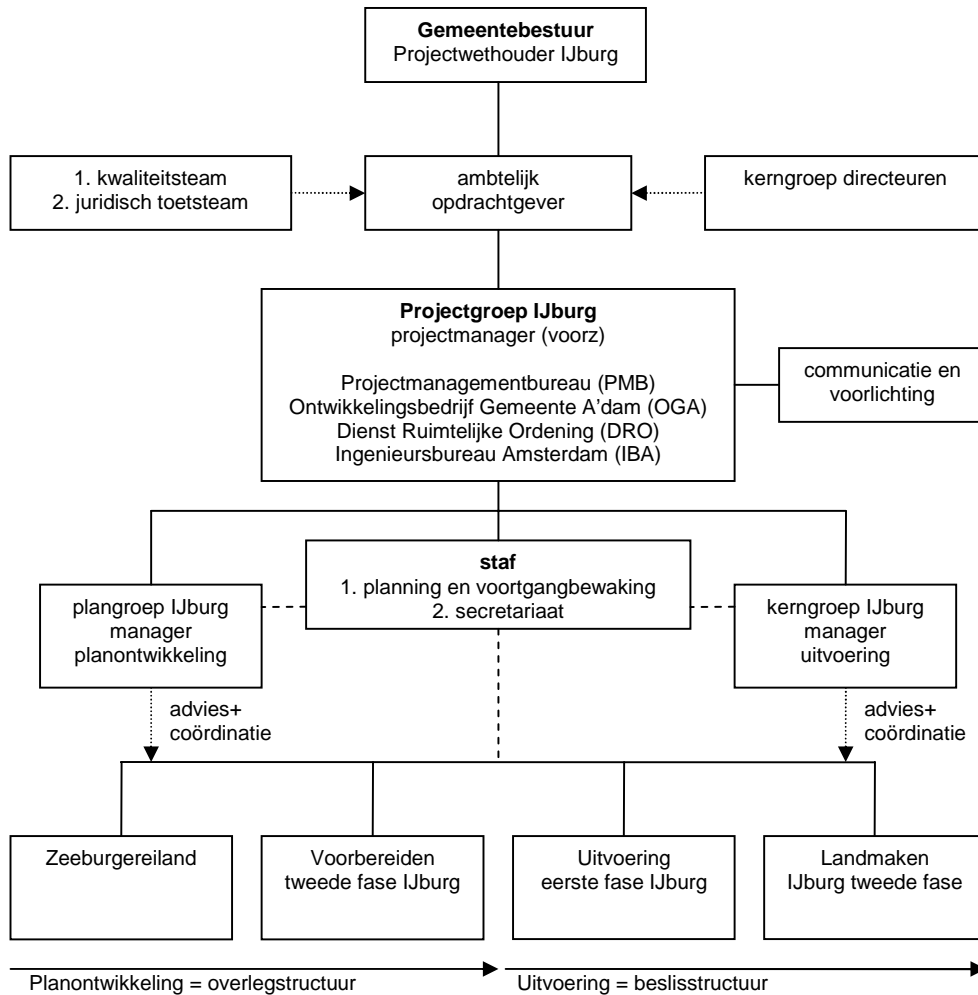 Gemeentebestuur
Projectwethouder IJburg
1. kwaliteitsteam
2. juridisch toetsteam
ambtelijk
opdrachtgever
kerngroep directeuren
Projectgroep IJburg
projectmanager (voorz)
Projectmanagementbureau (PMB)
Ontwikkelingsbedrijf Gemeente A'dam (OGA)
Dienst Ruimtelijke Ordening (DRO)
Ingenieursbureau Amsterdam (IBA)
communicatie en
voorlichting
staf
1. planning en voortgangbewaking
2. secretariaat
plangroep IJburg
manager
planontwikkeling
kerngroep IJburg
manager
uitvoering
advies+
coördinatie
advies+
coördinatie
Zeeburgereiland
Voorbereiden
tweede fase IJburg
Uitvoering
eerste fase IJburg
Landmaken
IJburg tweede fase
Planontwikkeling = overlegstructuur
Uitvoering = beslisstructuur